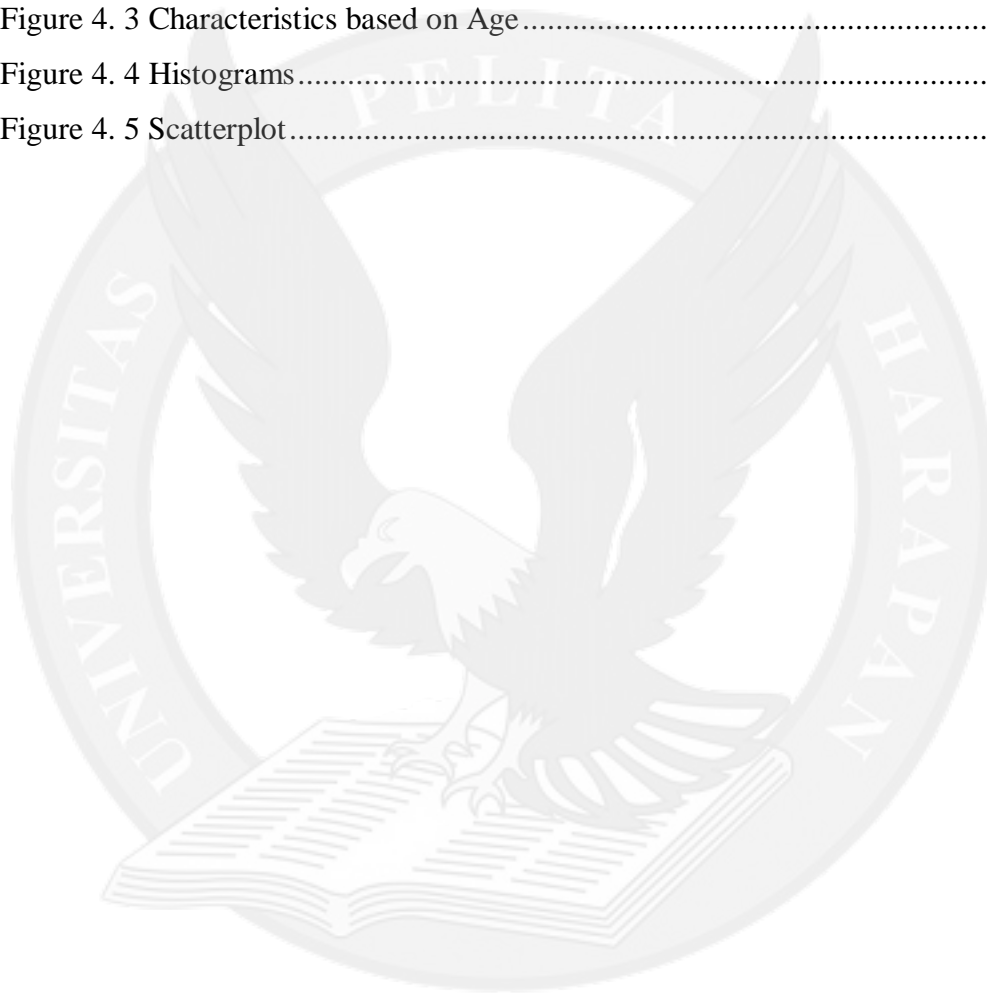 Figure 4. 3 Characteristics based on Age.........................................................................................
Figure 4. 4 Histograms.........................................................................................
Figure 4. 5 Scatterplot.........................................................................................
UNIVERSITAS PELITA HARAPAN